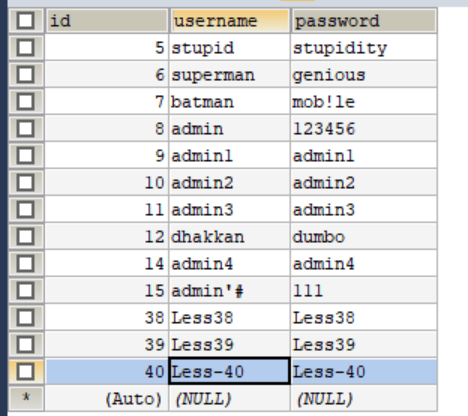 id username password
5 stupid stupidity
6 superman genious
7 batman mob!le
8 admin 123456
9 admin1 admin1
10 admin2 admin2
11 admin3 admin3
12 dhakkan dumbo
14 admin4 admin4
15 admin'# 111
38 Less38 Less38
39 Less39 Less39
40 Less-40 Less-40
* (Auto) (NULL) (NULL)